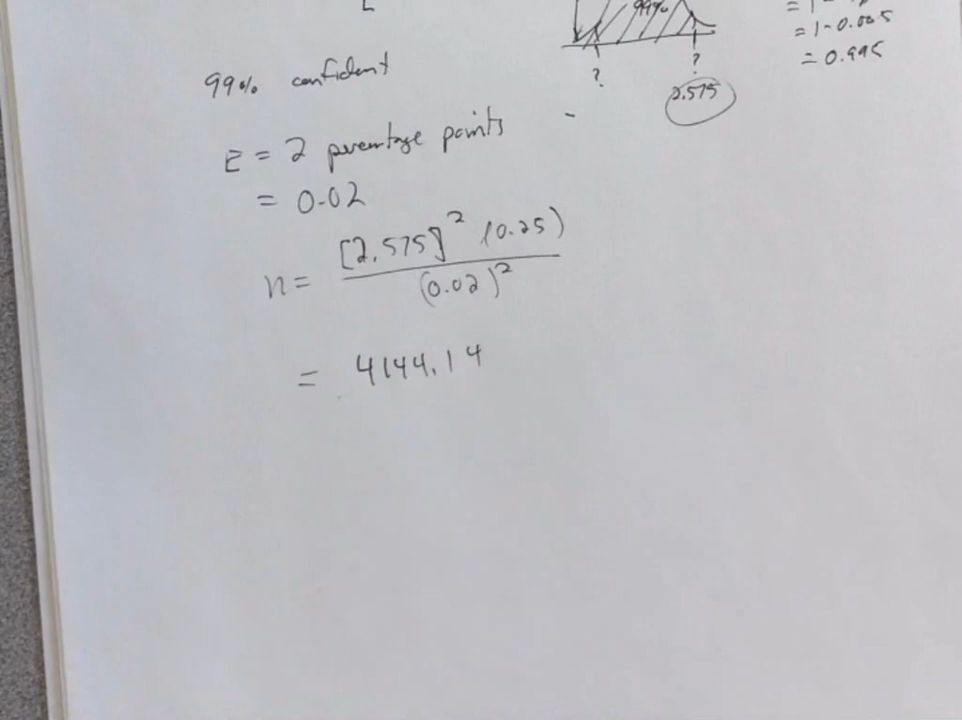 99%
= 1 -
= 1 - 0.005
= 0.995
? ?
2.575
99% confident
E = 2 percentage points
= 0.02
n = [2.575]² (0.25) / (0.02)²
= 4144.14